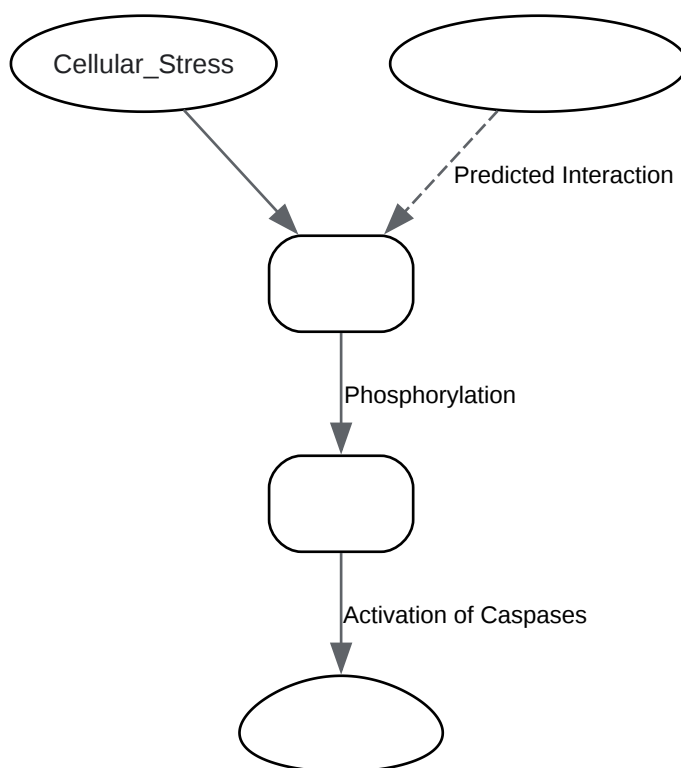 Cellular_Stress
Predicted Interaction
Phosphorylation
Activation of Caspases